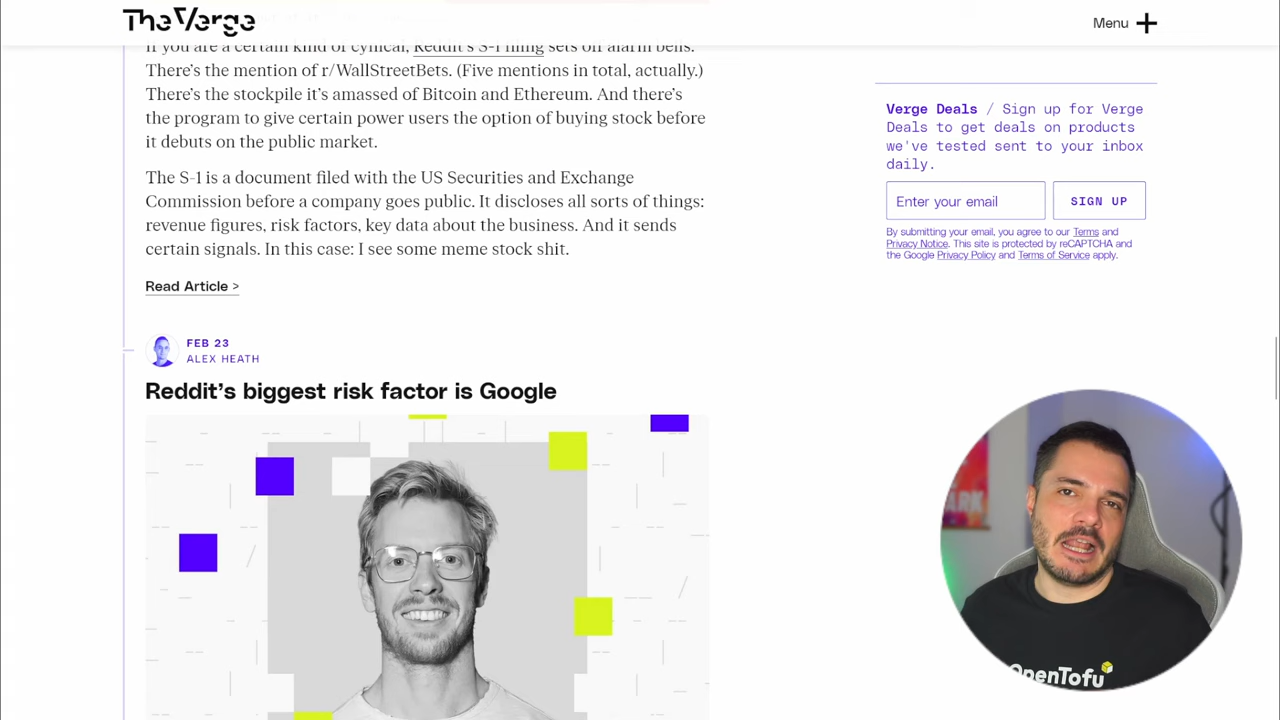 The Verge
Menu
If you are a certain kind of cynical, Reddit's S-1 filing sets off alarm bells.
There's the mention of r/WallStreetBets. (Five mentions in total, actually.)
There's the stockpile it's amassed of Bitcoin and Ethereum. And there's
the program to give certain power users the option of buying stock before
it debuts on the public market.
The S-1 is a document filed with the US Securities and Exchange
Commission before a company goes public. It discloses all sorts of things:
revenue figures, risk factors, key data about the business. And it sends
certain signals. In this case: I see some meme stock shit.
Read Article >
FEB 23
ALEX HEATH
Reddit's biggest risk factor is Google
Verge Deals / Sign up for Verge
Deals to get deals on products
we've tested sent to your inbox
daily.
Enter your email
SIGN UP
By submitting your email, you agree to our Terms and
Privacy Notice. This site is protected by reCAPTCHA and
the Google Privacy Policy and Terms of Service apply.
OpenTofu